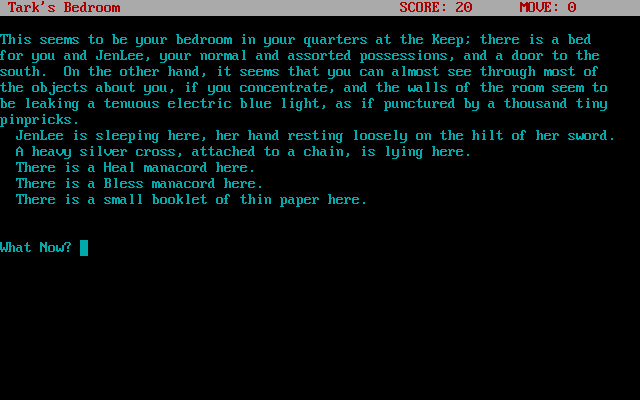 Tark's Bedroom SCORE: 20 MOVE: 0
This seems to be your bedroom in your quarters at the Keep; there is a bed
for you and JenLee, your normal and assorted possessions, and a door to the
south.  On the other hand, it seems that you can almost see through most of
the objects about you, if you concentrate, and the walls of the room seem to
be leaking a tenuous electric blue light, as if punctured by a thousand tiny
pinpricks.
JenLee is sleeping here, her hand resting loosely on the hilt of her sword.
A heavy silver cross, attached to a chain, is lying here.
There is a Heal manacord here.
There is a Bless manacord here.
There is a small booklet of thin paper here.
What Now?